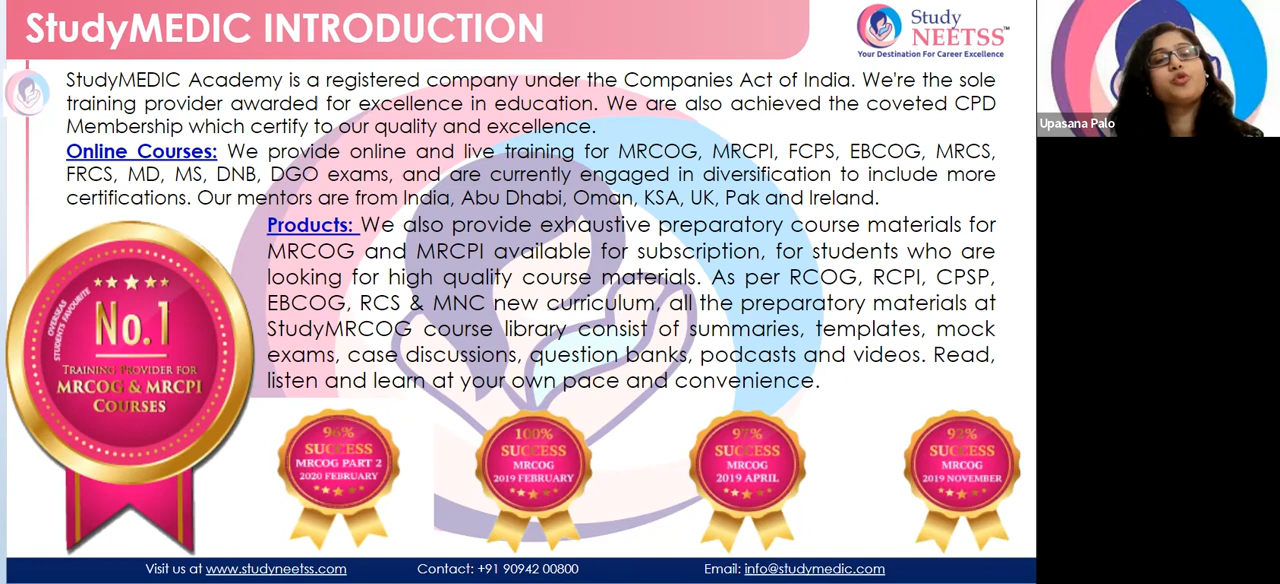 StudyMEDIC INTRODUCTION
Study
NEETSS™
Your Destination For Career Excellence
StudyMEDIC Academy is a registered company under the Companies Act of India. We're the sole
training provider awarded for excellence in education. We are also achieved the coveted CPD
Membership which certify to our quality and excellence.
Online Courses: We provide online and live training for MRCOG, MRCPI, FCPS, EBCOG, MRCS,
FRCS, MD, MS, DNB, DGO exams, and are currently engaged in diversification to include more
certifications. Our mentors are from India, Abu Dhabi, Oman, KSA, UK, Pak and Ireland.
Products: We also provide exhaustive preparatory course materials for
MRCOG and MRCPI available for subscription, for students who are
looking for high quality course materials. As per RCOG, RCPI, CPSP,
EBCOG, RCS & MNC new curriculum, all the preparatory materials at
StudyMRCOG course library consist of summaries, templates, mock
exams, case discussions, question banks, podcasts and videos. Read,
listen and learn at your own pace and convenience.
OVERSEAS
STUDENTS FAVOURITE
No.1
TRAINING PROVIDER FOR
MRCOG & MRCPI
COURSES
96%
SUCCESS
MRCOG PART 2
2020 FEBRUARY
100%
SUCCESS
MRCOG
2019 FEBRUARY
97%
SUCCESS
MRCOG
2019 APRIL
92%
SUCCESS
MRCOG
2019 NOVEMBER
Visit us at www.studyneetss.com
Contact: +91 90942 00800
Email: info@studymedic.com
Upasana Palo